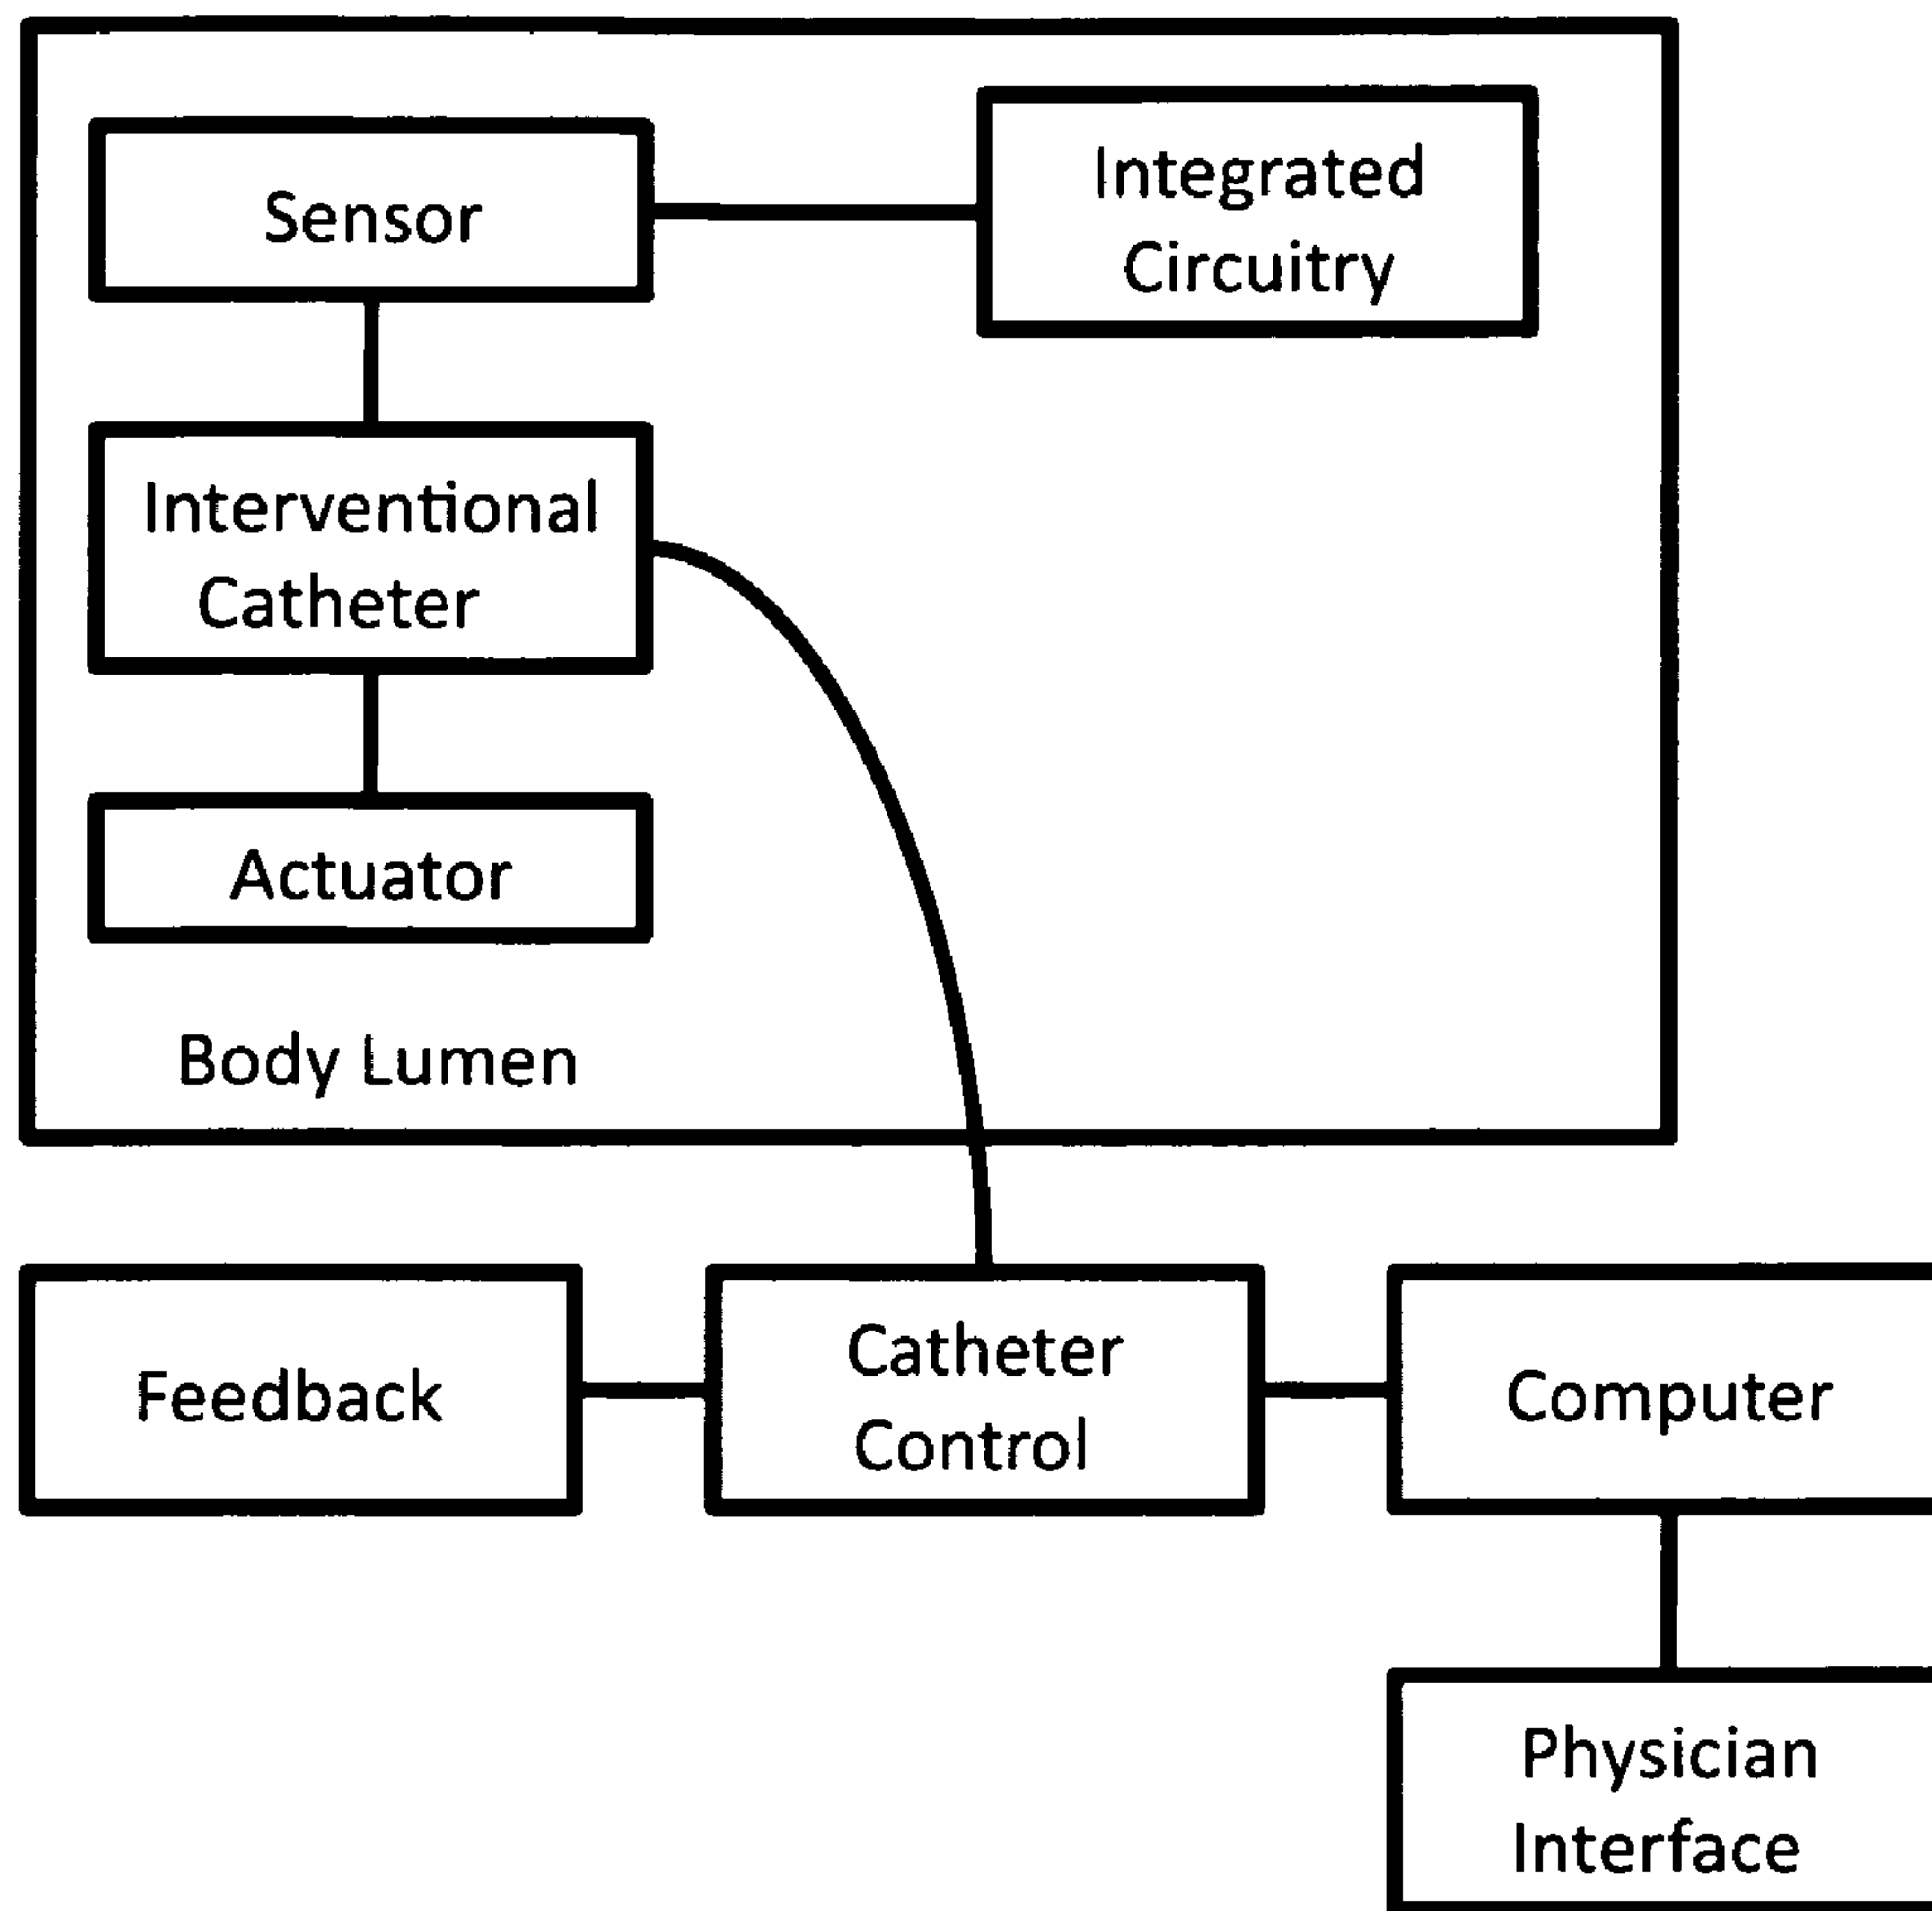 Sensor
Integrated
Circuitry
Interventional
Catheter
Actuator
Body Lumen
Feedback
Catheter
Control
Computer
Physician
Interface